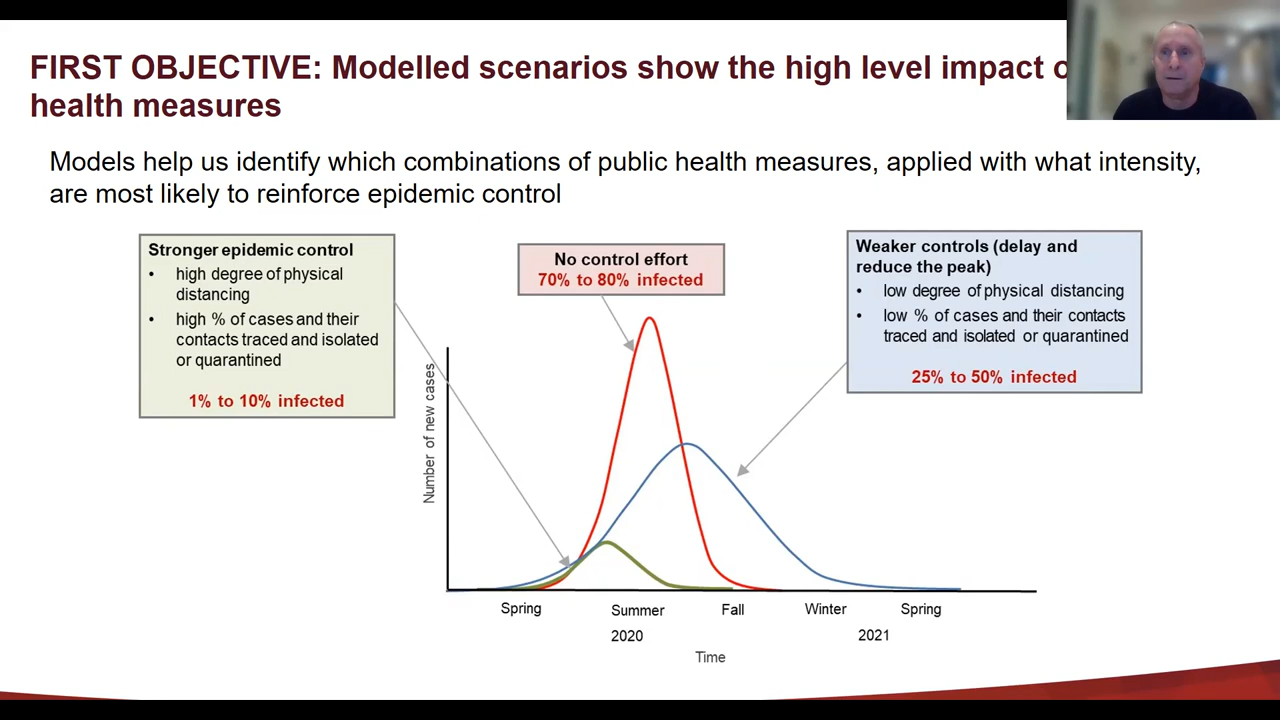 FIRST OBJECTIVE: Modelled scenarios show the high level impact
health measures
Models help us identify which combinations of public health measures, applied with what intensity,
are most likely to reinforce epidemic control
Stronger epidemic control
• high degree of physical
distancing
• high % of cases and their
contacts traced and isolated
or quarantined
1% to 10% infected
No control effort
70% to 80% infected
Weaker controls (delay and
reduce the peak)
• low degree of physical distancing
• low % of cases and their contacts
traced and isolated or quarantined
25% to 50% infected
Number of new cases
Spring Summer Fall Winter Spring
2020 2021
Time